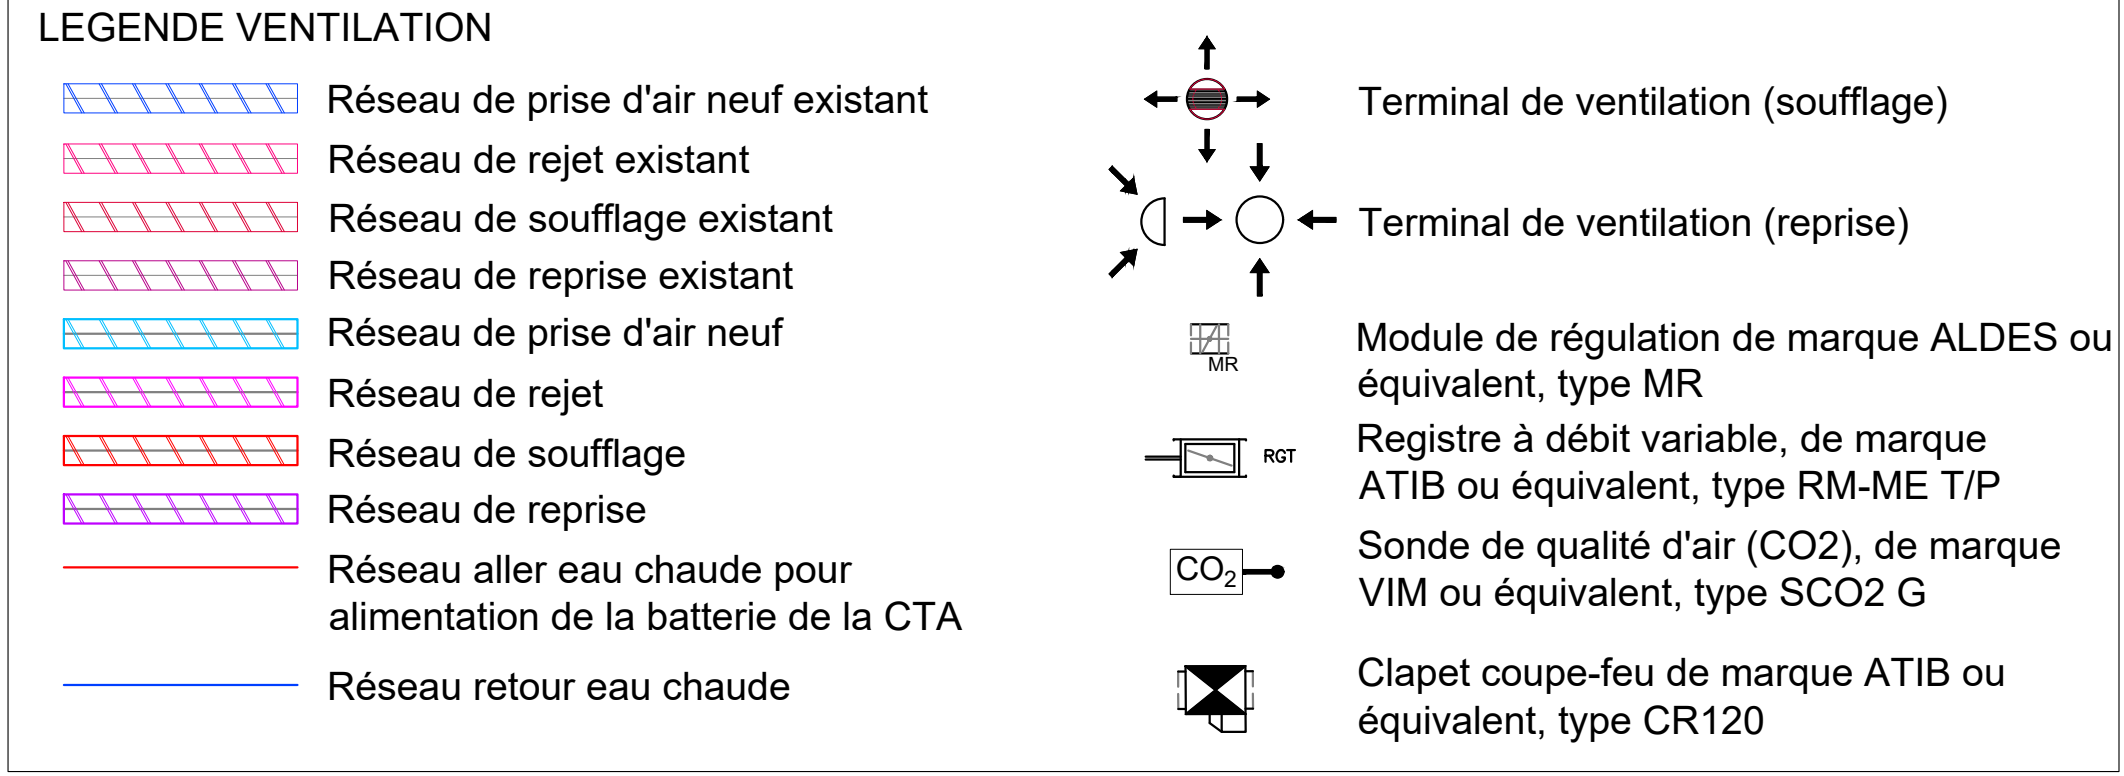 LEGENDE VENTILATION
Réseau de prise d'air neuf existant
Réseau de rejet existant
Réseau de soufflage existant
Réseau de reprise existant
Réseau de prise d'air neuf
Réseau de rejet
Réseau de soufflage
Réseau de reprise
Réseau aller eau chaude pour
alimentation de la batterie de la CTA
Réseau retour eau chaude
Terminal de ventilation (soufflage)
Terminal de ventilation (reprise)
MR
Module de régulation de marque ALDES ou
équivalent, type MR
RGT
Registre à débit variable, de marque
ATIB ou équivalent, type RM-ME T/P
CO2
Sonde de qualité d'air (CO2), de marque
VIM ou équivalent, type SCO2 G
Clapet coupe-feu de marque ATIB ou
équivalent, type CR120